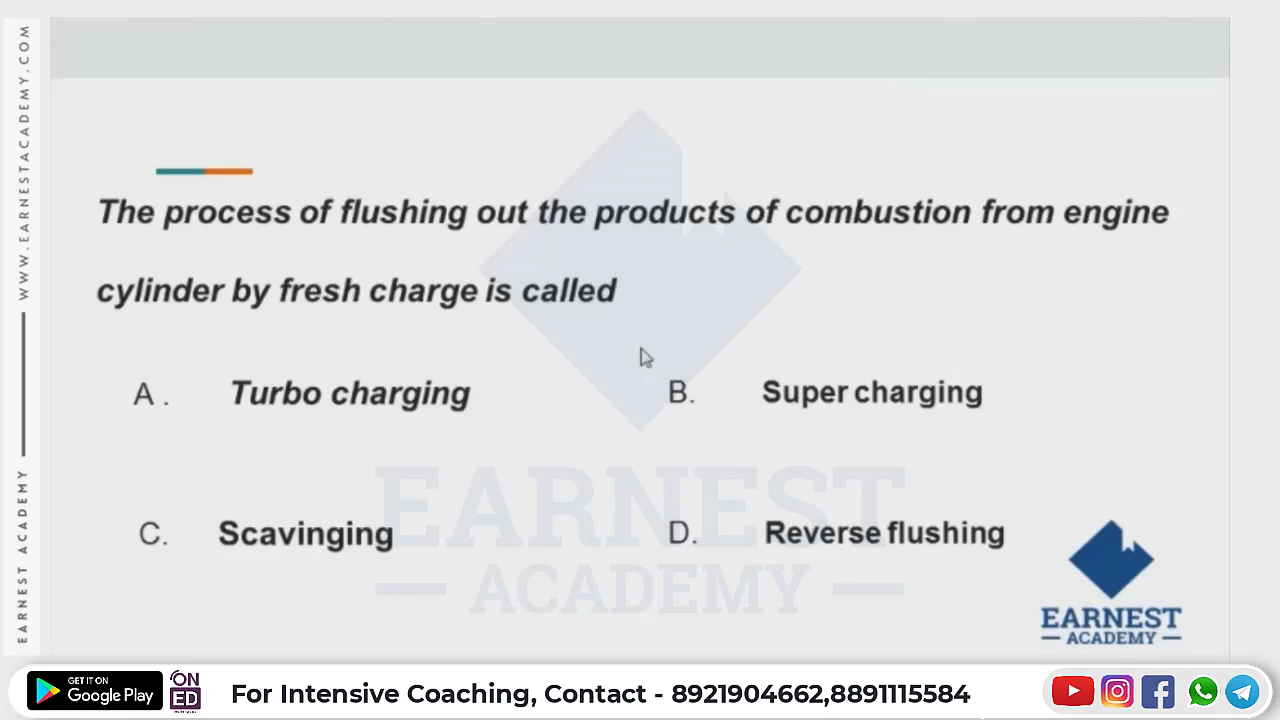 WWW.EARNESTACADEMY.COM
EARNEST ACADEMY
The process of flushing out the products of combustion from engine
cylinder by fresh charge is called
A . Turbo charging
B. Super charging
C. Scavinging
D. Reverse flushing
EARNEST
ACADEMY
EARNEST
ACADEMY
GET IT ON
Google Play
ON
ED
For Intensive Coaching, Contact - 8921904662,8891115584